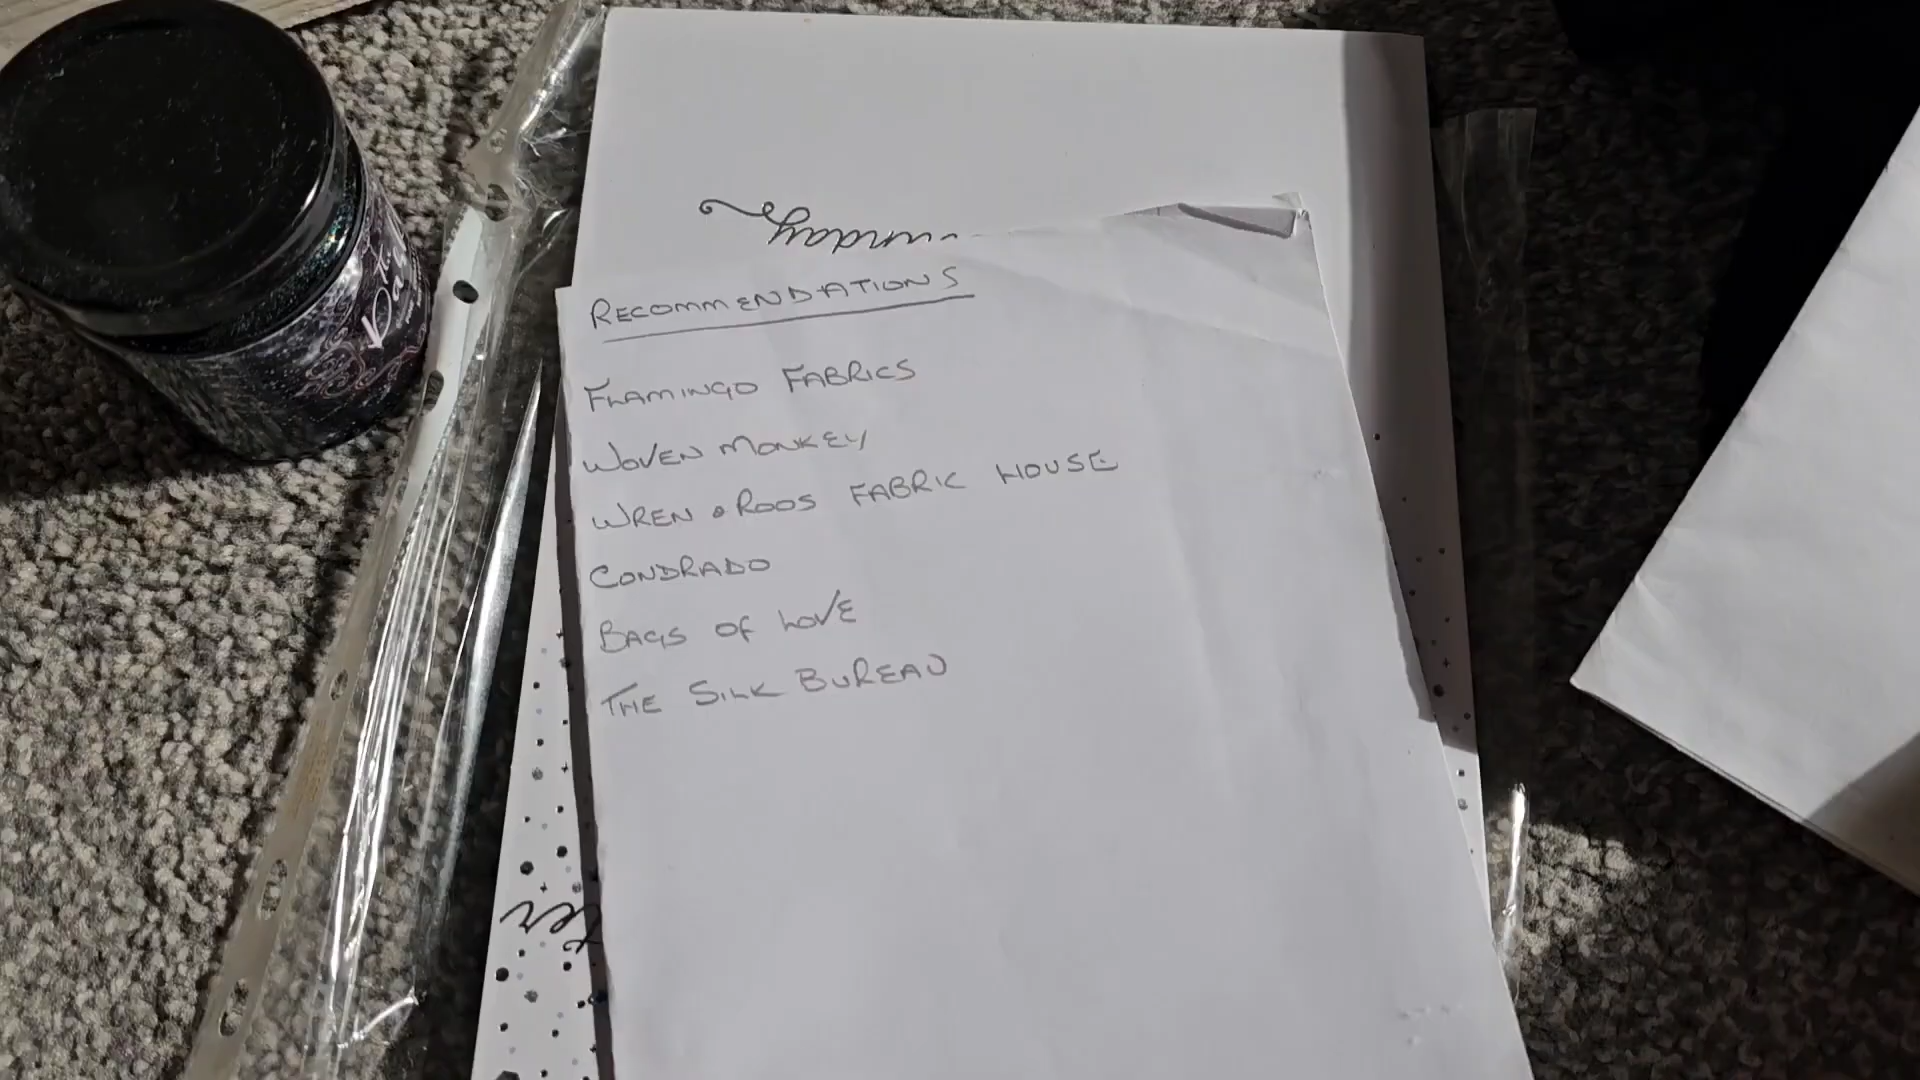 RECOMMENDATIONS
FLAMINGO FABRICS
WOVEN MONKEY
WREN & ROOS FABRIC HOUSE
CONDRADO
BAGS OF LOVE
THE SILK BUREAU